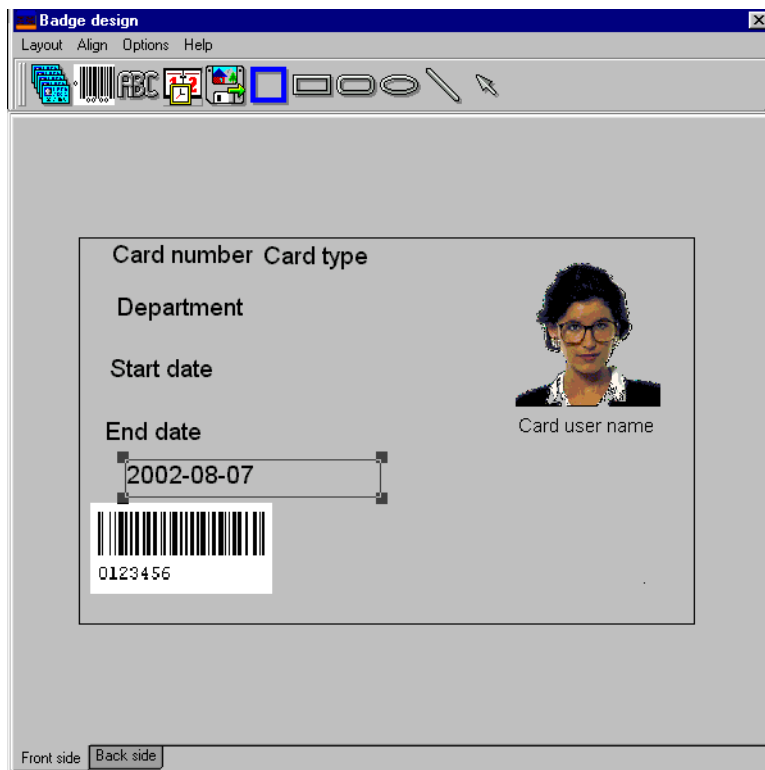 Badge design
Layout Align Options Help
ABC
Card number Card type
Department
Start date
End date
Card user name
2002-08-07
0123456
Front side Back side